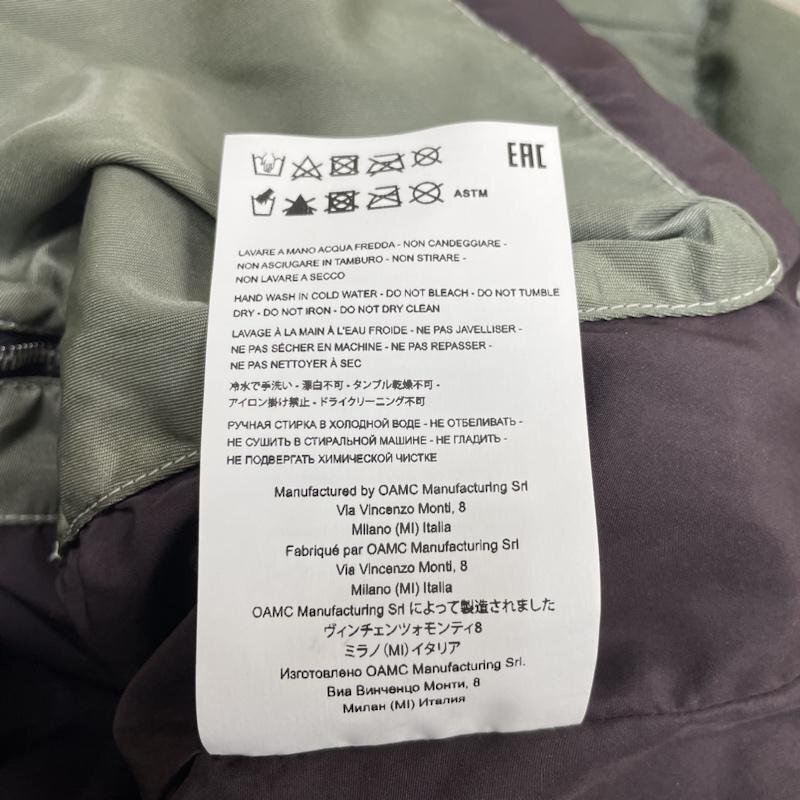 EAC
ASTM
LAVARE A MANO ACQUA FREDDA - NON CANDEGGIARE -
NON ASCIUGARE IN TAMBURO - NON STIRARE -
NON LAVARE A SECCO
HAND WASH IN COLD WATER - DO NOT BLEACH - DO NOT TUMBLE
DRY - DO NOT IRON - DO NOT DRY CLEAN
LAVAGE À LA MAIN À L'EAU FROIDE - NE PAS JAVELLISER -
NE PAS SÉCHER EN MACHINE - NE PAS REPASSER -
NE PAS NETTOYER À SEC
冷水で手洗い - 漂白不可 - タンブル乾燥不可 -
アイロン掛け禁止 - ドライクリーニング不可
РУЧНАЯ СТИРКА В ХОЛОДНОЙ ВОДЕ - НЕ ОТБЕЛИВАТЬ -
НЕ СУШИТЬ В СТИРАЛЬНОЙ МАШИНЕ - НЕ ГЛАДИТЬ -
НЕ ПОДВЕРГАТЬ ХИМИЧЕСКОЙ ЧИСТКЕ
Manufactured by OAMC Manufacturing Srl
Via Vincenzo Monti, 8
Milano (MI) Italia
Fabriqué par OAMC Manufacturing Srl
Via Vincenzo Monti, 8
Milano (MI) Italia
OAMC Manufacturing Srl によって製造されました
ヴィンチェンツォモンティ8
ミラノ (MI) イタリア
Изготовлено OAMC Manufacturing Srl.
Виа Винченцо Монти, 8
Милан (MI) Италия